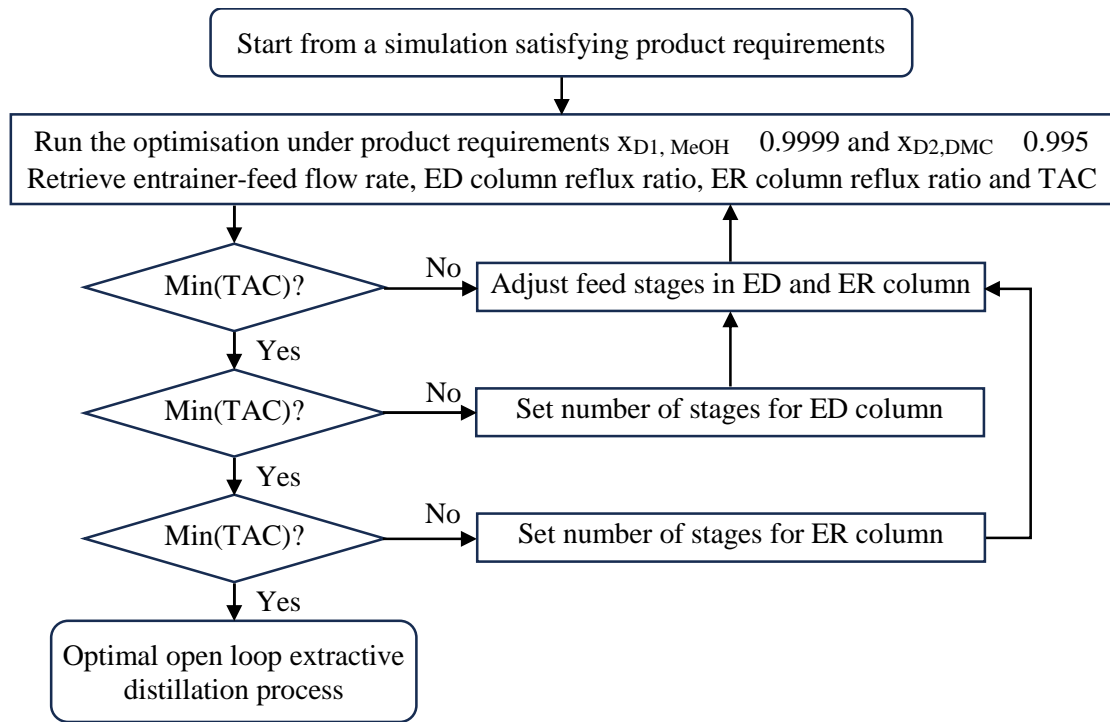 Start from a simulation satisfying product requirements
Run the optimisation under product requirements xD1, MeOH 0.9999 and xD2,DMC 0.995
Retrieve entrainer-feed flow rate, ED column reflux ratio, ER column reflux ratio and TAC
Min(TAC)?
No
Adjust feed stages in ED and ER column
Yes
Min(TAC)?
No
Set number of stages for ED column
Yes
Min(TAC)?
No
Set number of stages for ER column
Yes
Optimal open loop extractive
distillation process